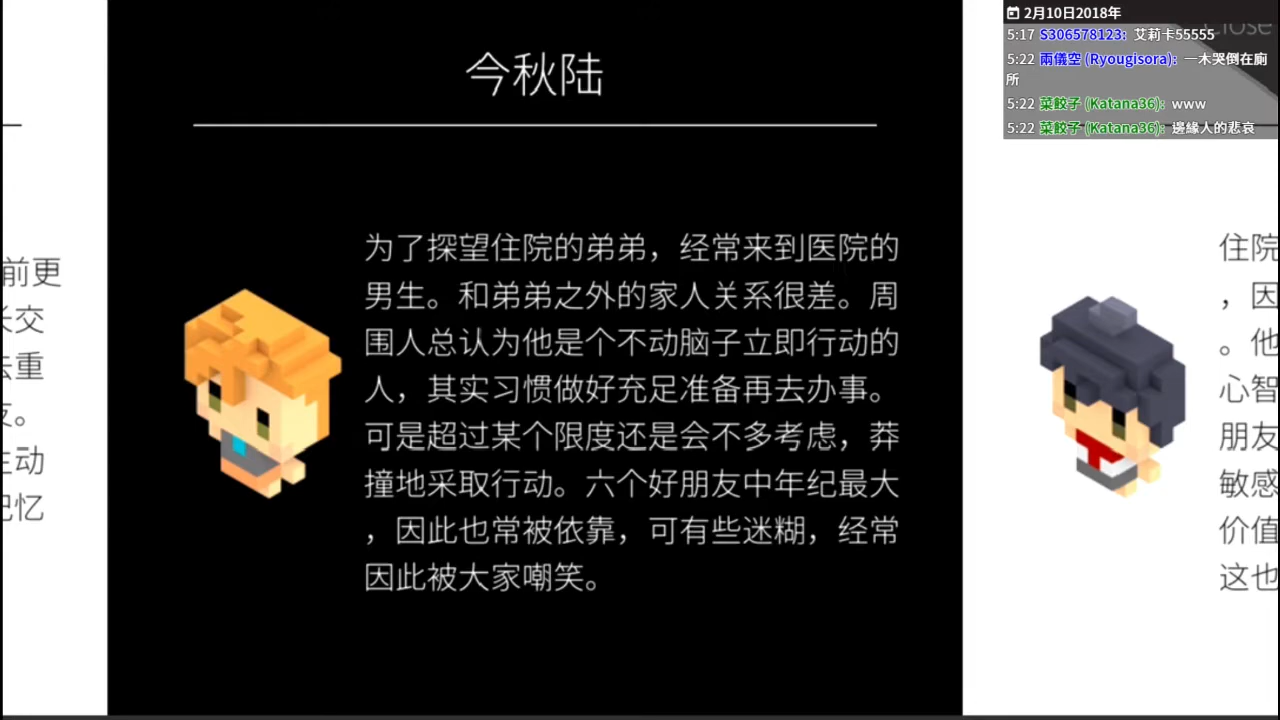 今秋陆
为了探望住院的弟弟，经常来到医院的
男生。和弟弟之外的家人关系很差。周
围人总认为他是个不动脑子立即行动的
人，其实习惯做好充足准备再去办事。
可是超过某个限度还是会不多考虑，莽
撞地采取行动。六个好朋友中年纪最大
，因此也常被依靠，可有些迷糊，经常
因此被大家嘲笑。
前更
长交
去重
友。
主动
记忆
2月10日2018年
Close
5:17 S306578123: 艾莉卡55555
5:22 兩儀空 (Ryougisora): 一木哭倒在廁
所
5:22 菜餃子 (Katana36): www
5:22 菜餃子 (Katana36): 邊緣人的悲哀
住院
，因
。他
心智
朋友
敏感
价值
这也